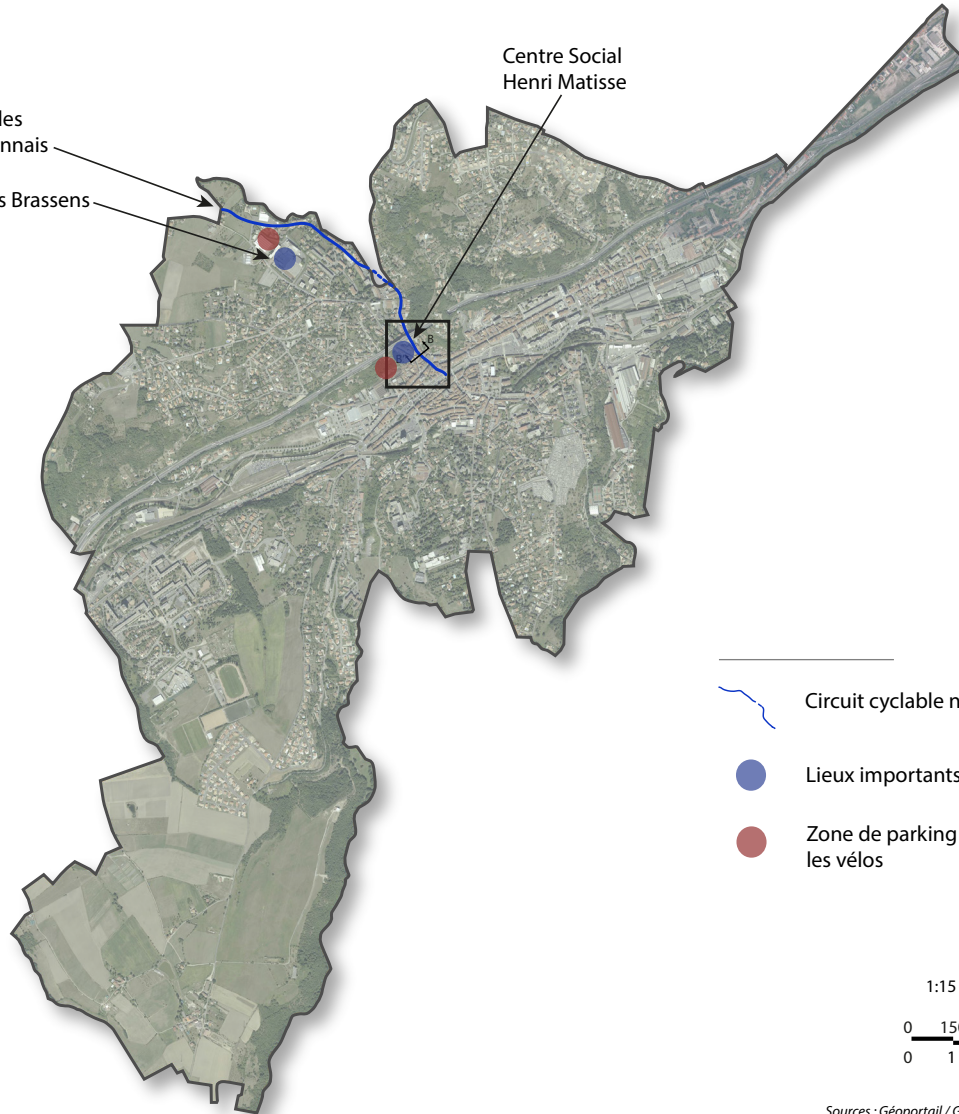 Centre Social
Henri Matisse
les
nnais
s Brassens
B
B
Circuit cyclable n
Lieux importants
Zone de parking
les vélos
1:15
0 150
0 1
Sources : Géoportail / G